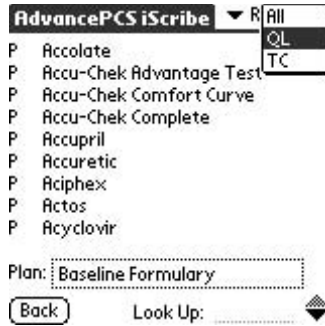 AdvancePCS iScribe R All
QL
TC
P Accolate
P Accu-Chek Advantage Test
P Accu-Chek Comfort Curve
P Accu-Chek Complete
P Accupril
P Accuretic
P Aciphex
P Actos
P Acyclovir
Plan: Baseline Formulary
Back Look Up: